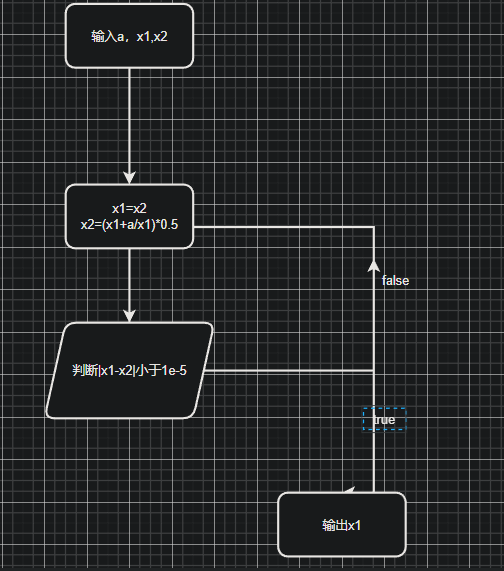 输入a，x1,x2
x1=x2
x2=(x1+a/x1)*0.5
false
判断|x1-x2|小于1e-5
true
输出x1